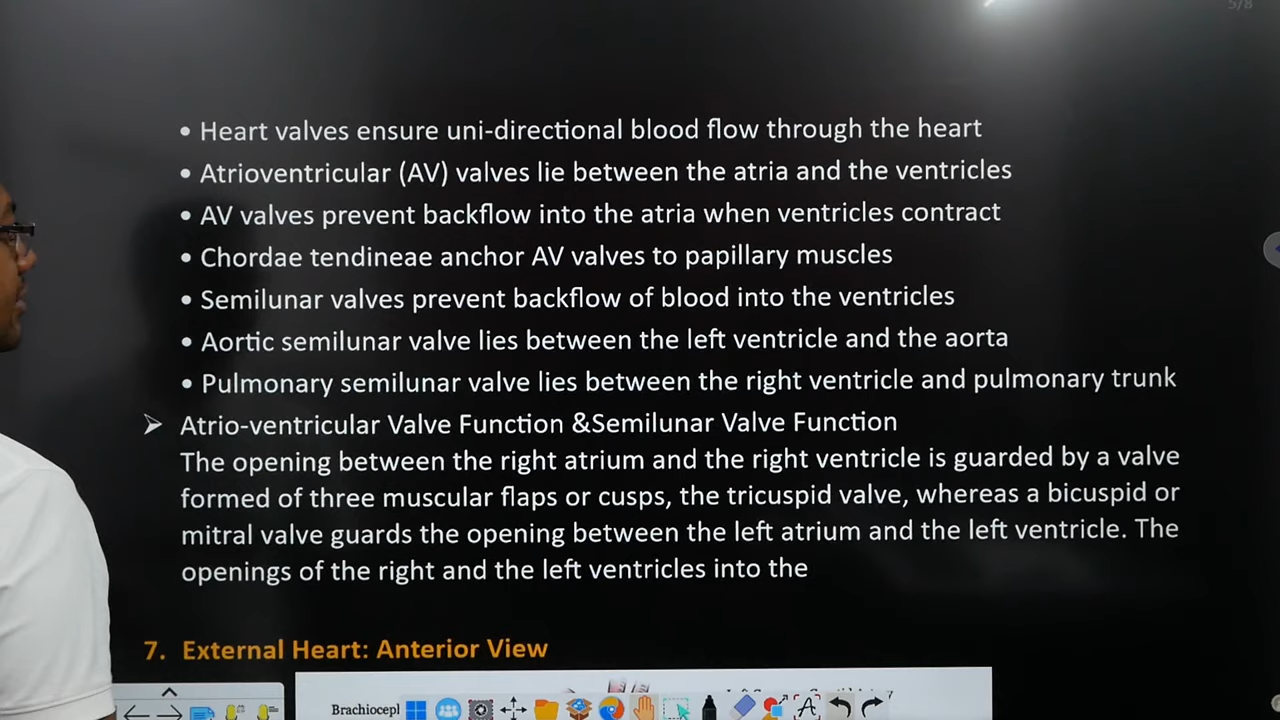 5/8
• Heart valves ensure uni-directional blood flow through the heart
• Atrioventricular (AV) valves lie between the atria and the ventricles
• AV valves prevent backflow into the atria when ventricles contract
• Chordae tendineae anchor AV valves to papillary muscles
• Semilunar valves prevent backflow of blood into the ventricles
• Aortic semilunar valve lies between the left ventricle and the aorta
• Pulmonary semilunar valve lies between the right ventricle and pulmonary trunk
➢ Atrio-ventricular Valve Function &Semilunar Valve Function
The opening between the right atrium and the right ventricle is guarded by a valve
formed of three muscular flaps or cusps, the tricuspid valve, whereas a bicuspid or
mitral valve guards the opening between the left atrium and the left ventricle. The
openings of the right and the left ventricles into the
7. External Heart: Anterior View
Brachiocepl